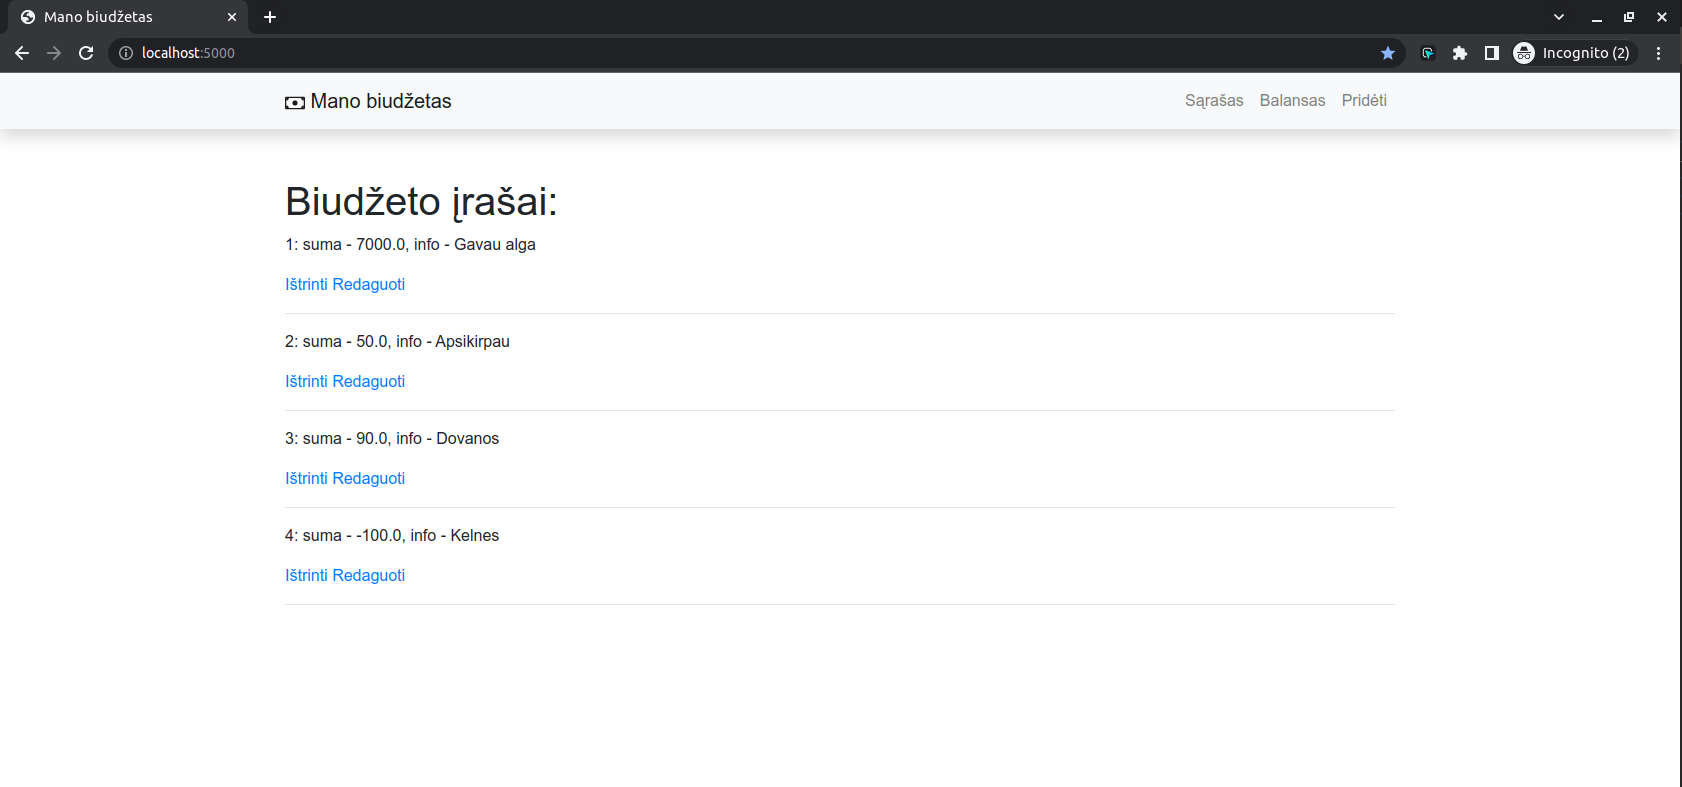 Mano biudžetas
localhost:5000
Incognito (2)
Mano biudžetas
Sąrašas Balansas Pridėti
Biudžeto įrašai:
1: suma - 7000.0, info - Gavau alga
Ištrinti Redaguoti
2: suma - 50.0, info - Apsikirpau
Ištrinti Redaguoti
3: suma - 90.0, info - Dovanos
Ištrinti Redaguoti
4: suma - -100.0, info - Kelnes
Ištrinti Redaguoti